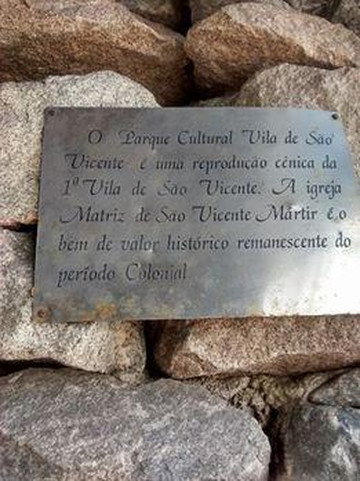 O Parque Cultural Vila de São
Vicente é uma reprodução cênica da
1ª Vila de São Vicente. A igreja
Matriz de São Vicente Mártir é o
bem de valor histórico remanescente do
período Colonial